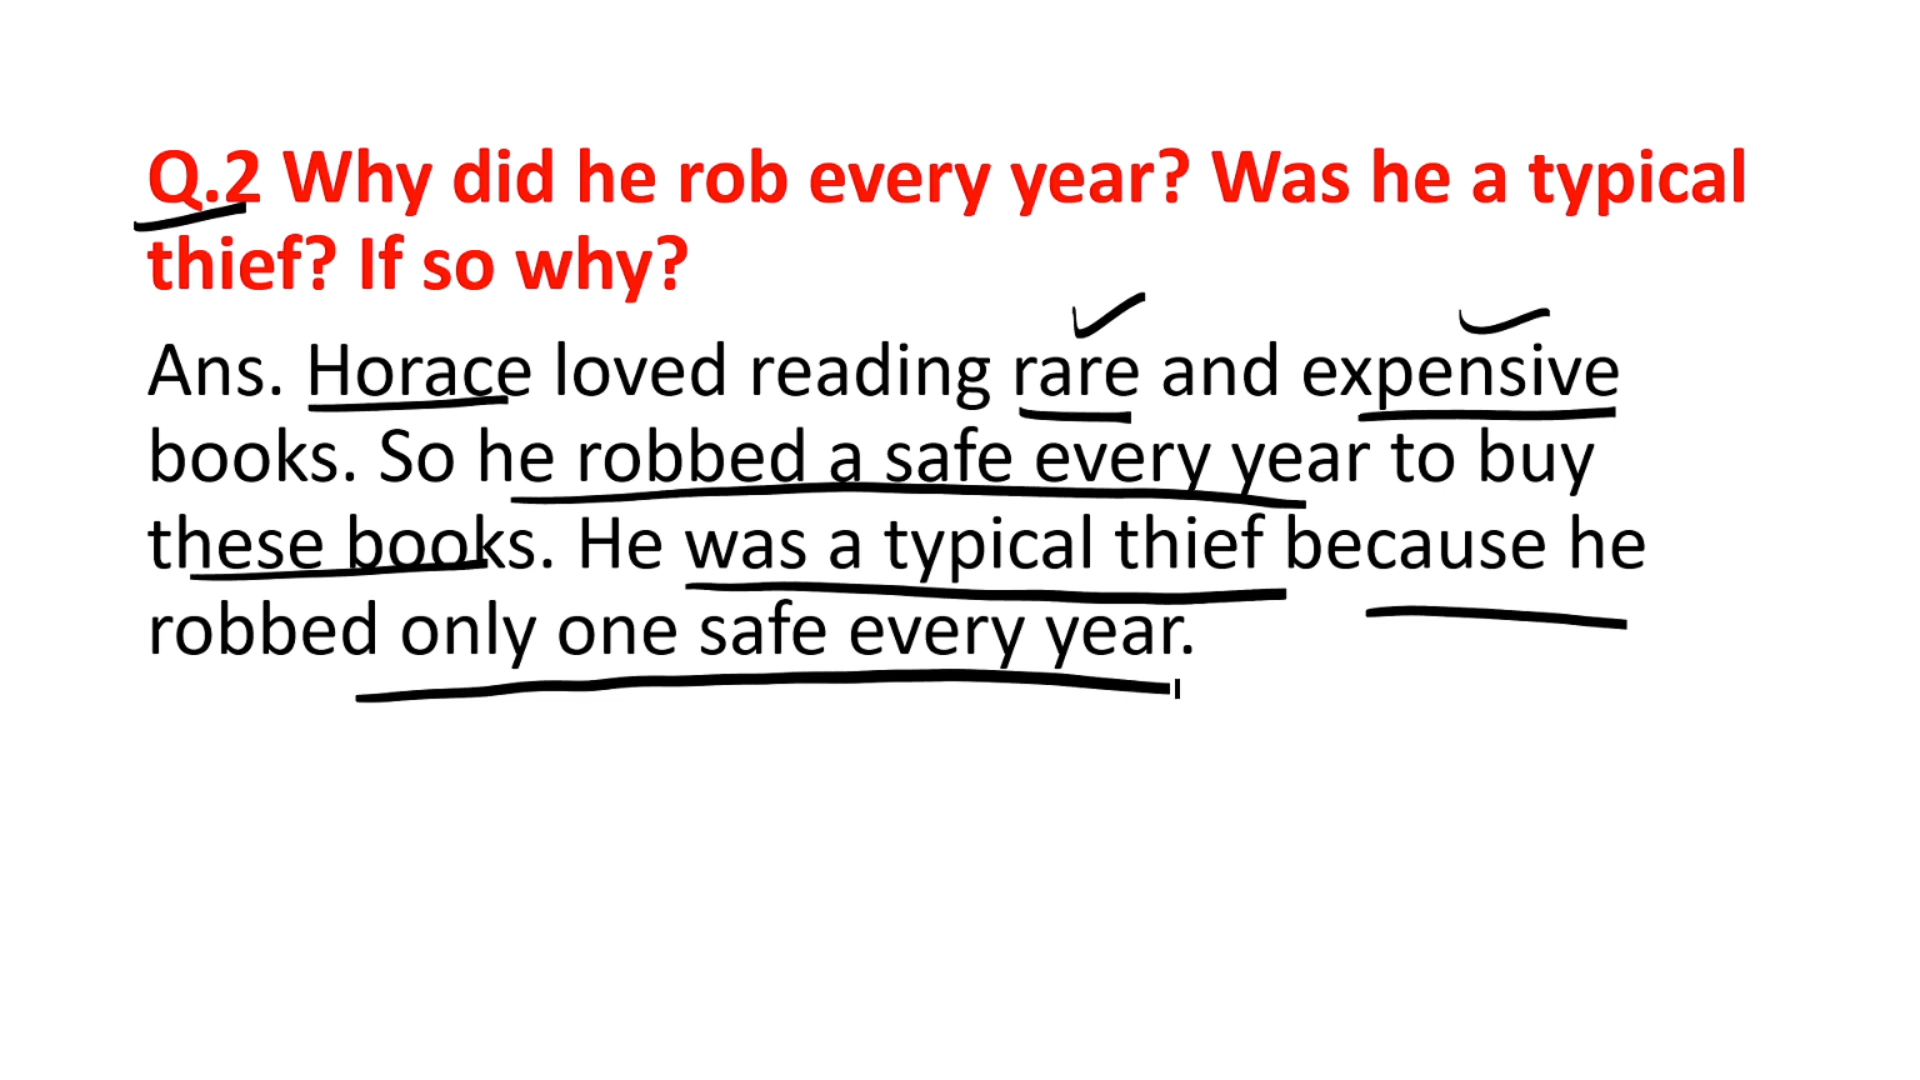 Q.2 Why did he rob every year? Was he a typical
thief? If so why?
Ans. Horace loved reading rare and expensive
books. So he robbed a safe every year to buy
these books. He was a typical thief because he
robbed only one safe every year.